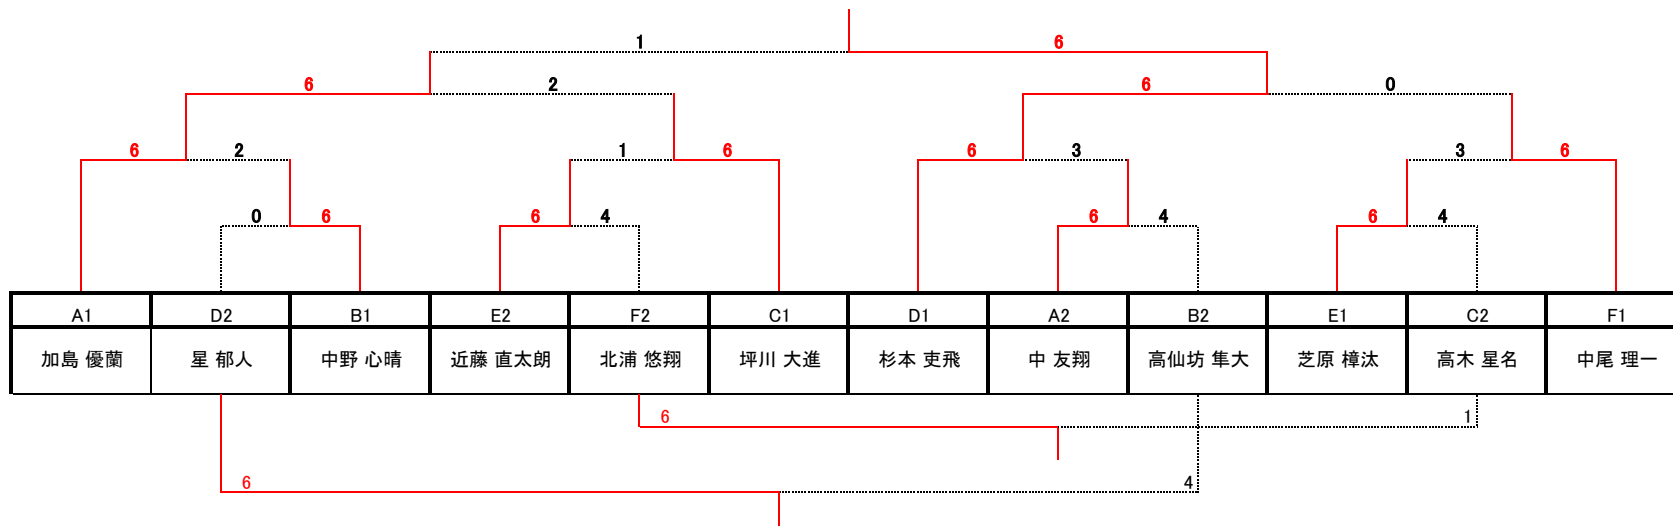 1 6
6 2 6 0
6 2 1 6 6 3 3 6
0 6 6 4 6 4 6 4
A1 D2 B1 E2 F2 C1 D1 A2 B2 E1 C2 F1
加島 優蘭 星 郁人 中野 心晴 近藤 直太朗 北浦 悠翔 坪川 大進 杉本 吏飛 中 友翔 高仙坊 隼大 芝原 樟汰 高木 星名 中尾 理一
6 1
6 4